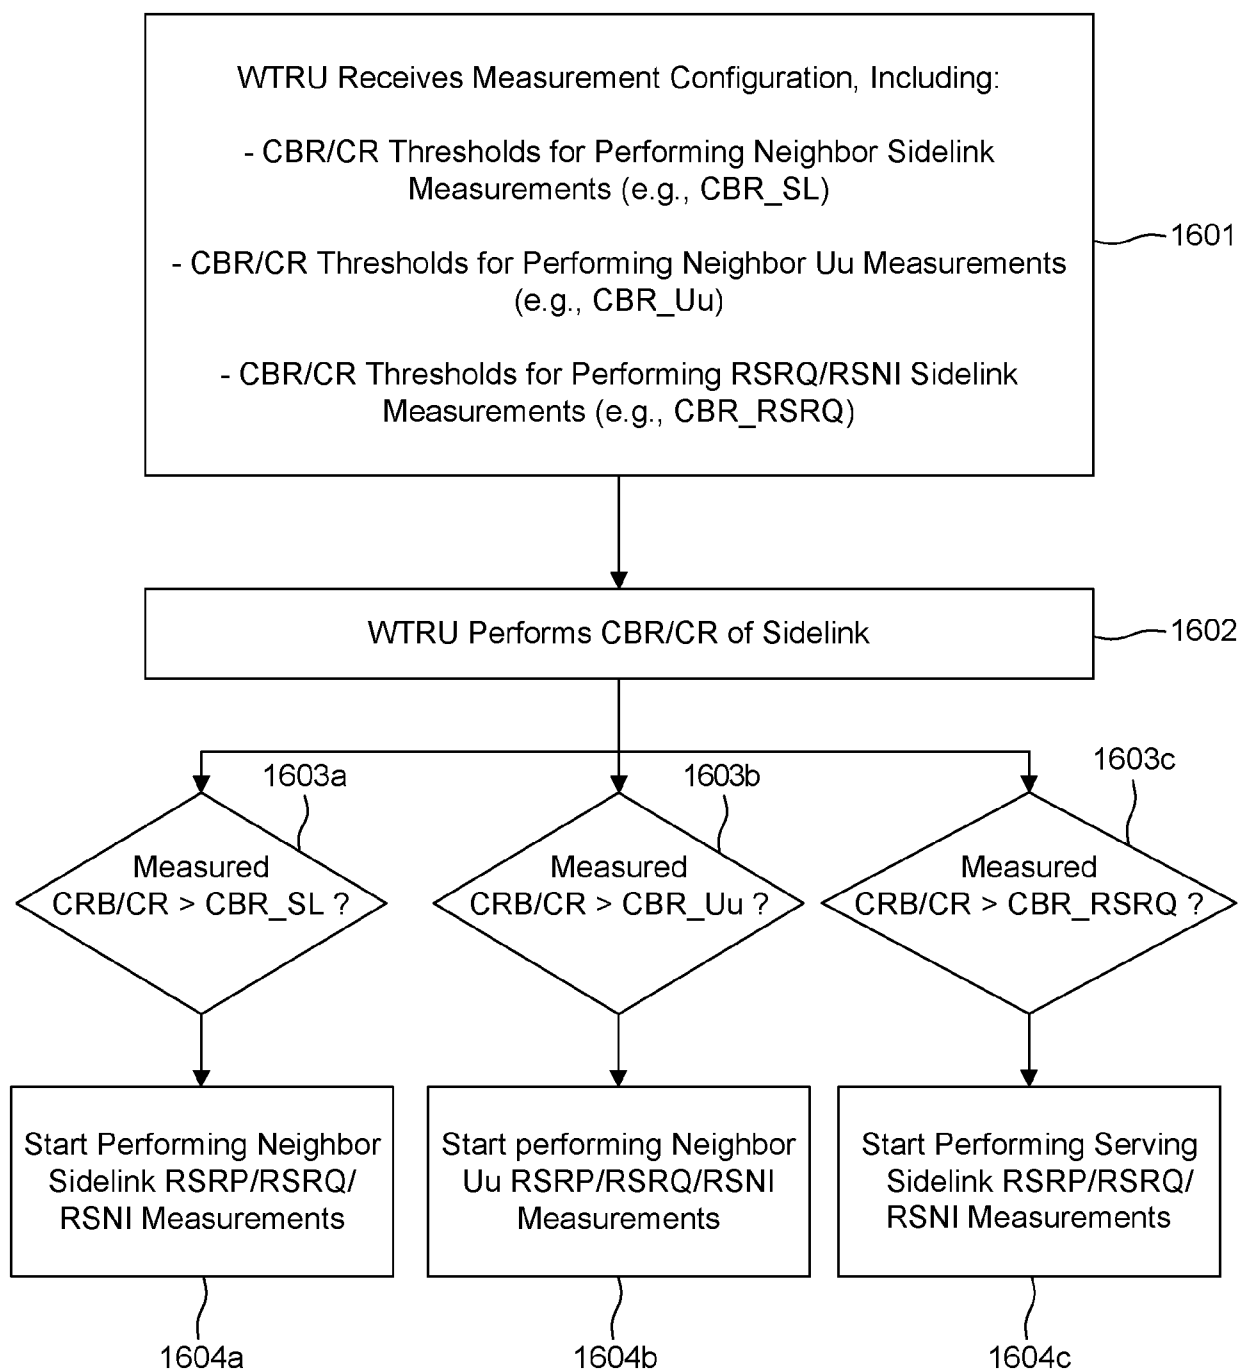 WTRU Receives Measurement Configuration, Including:
- CBR/CR Thresholds for Performing Neighbor Sidelink
Measurements (e.g., CBR_SL)
- CBR/CR Thresholds for Performing Neighbor Uu Measurements
(e.g., CBR_Uu)
- CBR/CR Thresholds for Performing RSRQ/RSNI Sidelink
Measurements (e.g., CBR_RSRQ)
1601
WTRU Performs CBR/CR of Sidelink
1602
1603a
Measured
CRB/CR > CBR_SL ?
1603b
Measured
CRB/CR > CBR_Uu ?
1603c
Measured
CRB/CR > CBR_RSRQ ?
Start Performing Neighbor
Sidelink RSRP/RSRQ/
RSNI Measurements
1604a
Start performing Neighbor
Uu RSRP/RSRQ/RSNI
Measurements
1604b
Start Performing Serving
Sidelink RSRP/RSRQ/
RSNI Measurements
1604c